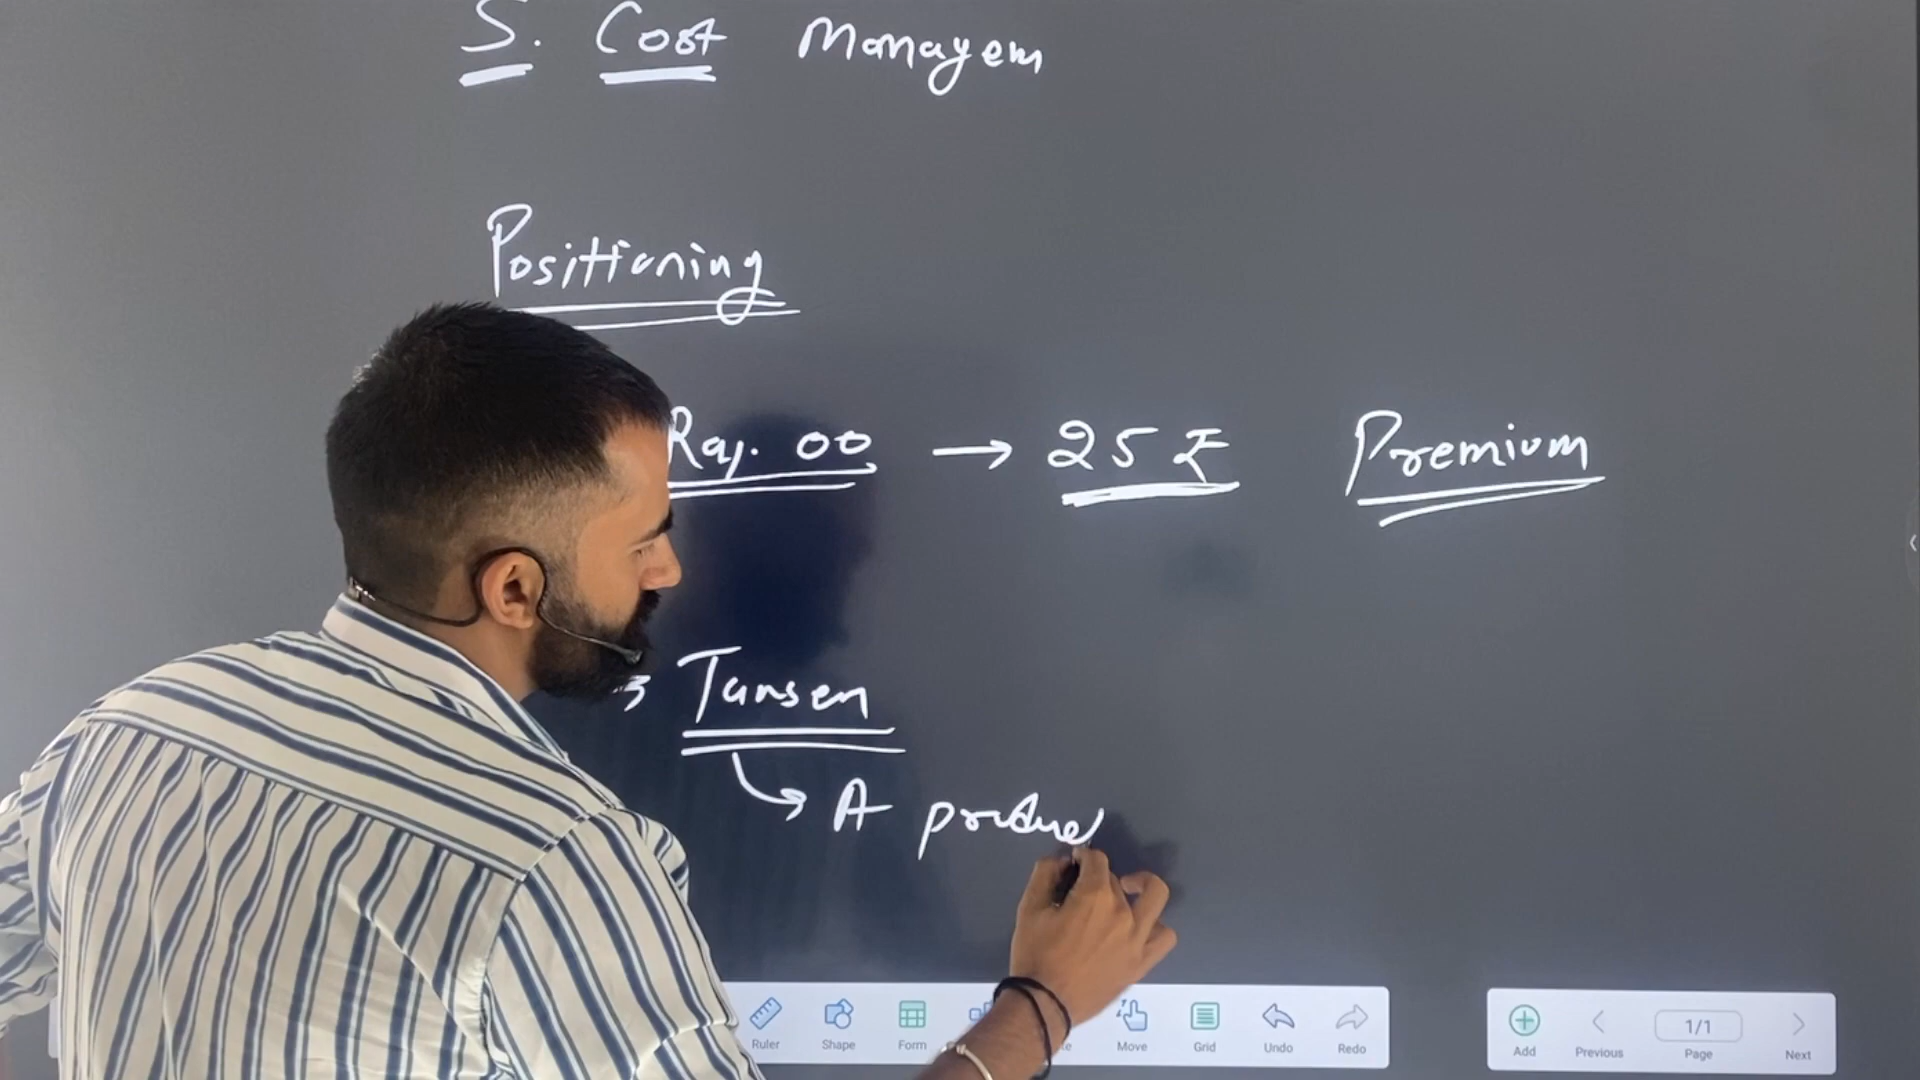 S. Cost Managem
Positioning
Raj. 00 → 25 ₹ Premium
→ Tansen
↳ A produc
Ruler Shape Form Move Grid Undo Redo
Add Previous 1/1 Page Next